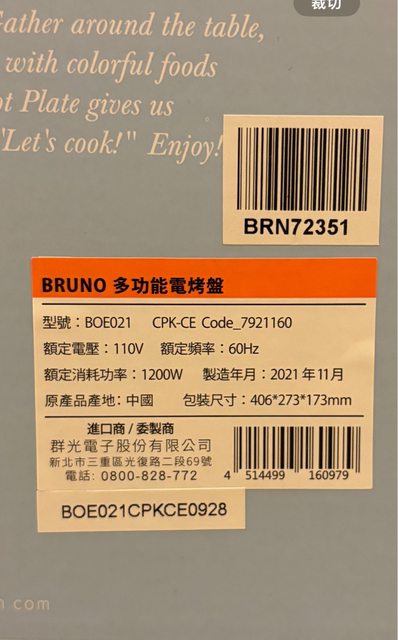 裁切
Gather around the table,
with colorful foods
ot Plate gives us
"Let's cook!" Enjoy!
BRN72351
BRUNO 多功能電烤盤
型號：BOE021 CPK-CE Code_7921160
額定電壓：110V 額定頻率：60Hz
額定消耗功率：1200W 製造年月：2021年11月
原產品產地: 中國 包裝尺寸：406*273*173mm
進口商 / 委製商
群光電子股份有限公司
新北市三重區光復路二段69號
電話: 0800-828-772
4 514499 160979
BOE021CPKCE0928
n com